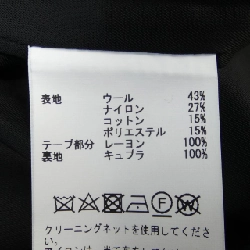 表地 ウール 43%
ナイロン 27%
コットン 15%
ポリエステル 15%
テープ部分 レーヨン 100%
裏地 キュプラ 100%
F W
クリーニングネットを使用してくださ
い。